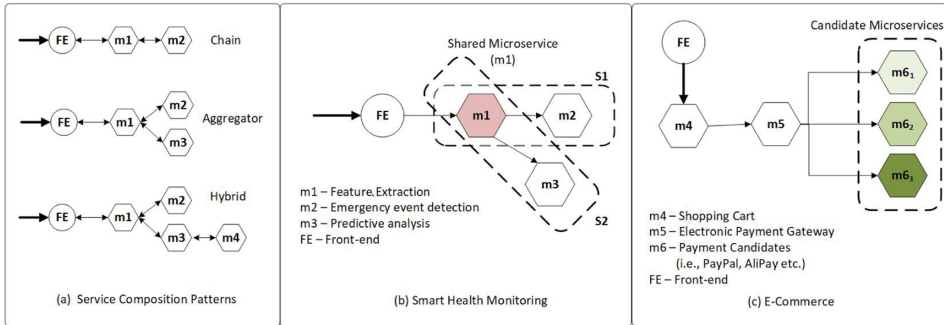 FE
m1
m2
Chain
FE
m1
m2
m3
Aggregator
FE
m1
m2
m3
m4
Hybrid
(a) Service Composition Patterns
Shared Microservice
(m1)
S1
FE
m1
m2
m3
S2
m1 – Feature Extraction
m2 – Emergency event detection
m3 – Predictive analysis
FE – Front-end
(b) Smart Health Monitoring
Candidate Microservices
FE
m4
m5
m6₁
m6₂
m6₃
m4 – Shopping Cart
m5 – Electronic Payment Gateway
m6 – Payment Candidates
(i.e., PayPal, AliPay etc.)
FE – Front-end
(c) E-Commerce